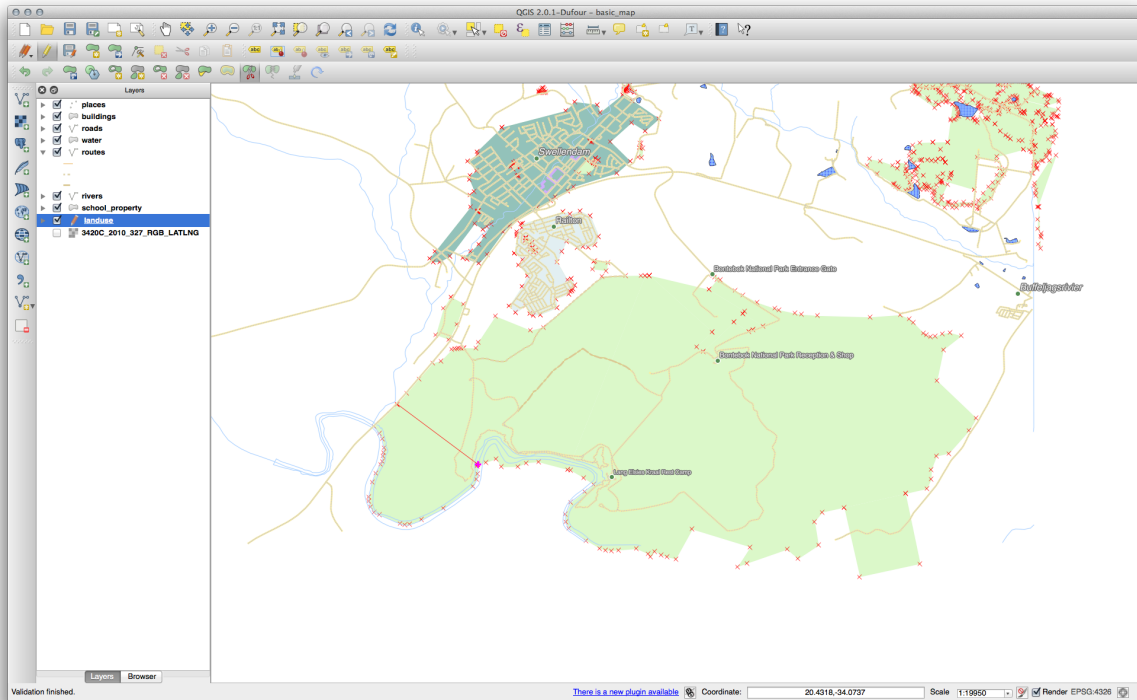 QGIS 2.0.1-Dufour - basic_map
Layers
places
buildings
roads
water
routes
rivers
school_property
landuse
3420C_2010_327_RGB_LATLNG
Swellendam
Railton
Bontebok National Park Entrance Gate
Buffeljagsrivier
Bontebok National Park Reception & Shop
Lang Elsies Kraal Rest Camp
Layers
Browser
Validation finished.
There is a new plugin available
Coordinate:
20.4318,-34.0737
Scale
1:19950
Render
EPSG:4326